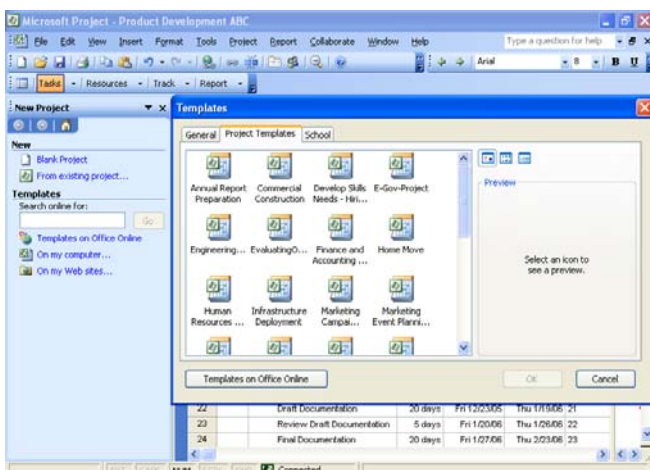 Microsoft Project - Product Development ABC
File Edit View Insert Format Tools Project Report Collaborate Window Help Type a question for help
Arial 8 B U
Tasks Resources Track Report
New Project
New
Blank Project
From existing project...
Templates
Search online for:
Go
Templates on Office Online
On my computer...
On my Web sites...
Templates
General Project Templates School
Annual Report Preparation
Commercial Construction
Develop Skills Needs - Hiri...
E-Gov-Project
Engineering...
EvaluatingO...
Finance and Accounting ...
Home Move
Human Resources ...
Infrastructure Deployment
Marketing Campai...
Marketing Event Planni...
Preview
Select an icon to
see a preview.
Templates on Office Online OK Cancel
22 Draft Documentation 20 days Fri 12/23/05 Thu 1/19/06 21
23 Review Draft Documentation 5 days Fri 1/20/06 Thu 1/26/06 22
24 Final Documentation 20 days Fri 1/27/06 Thu 2/23/06 23
NUM Connected